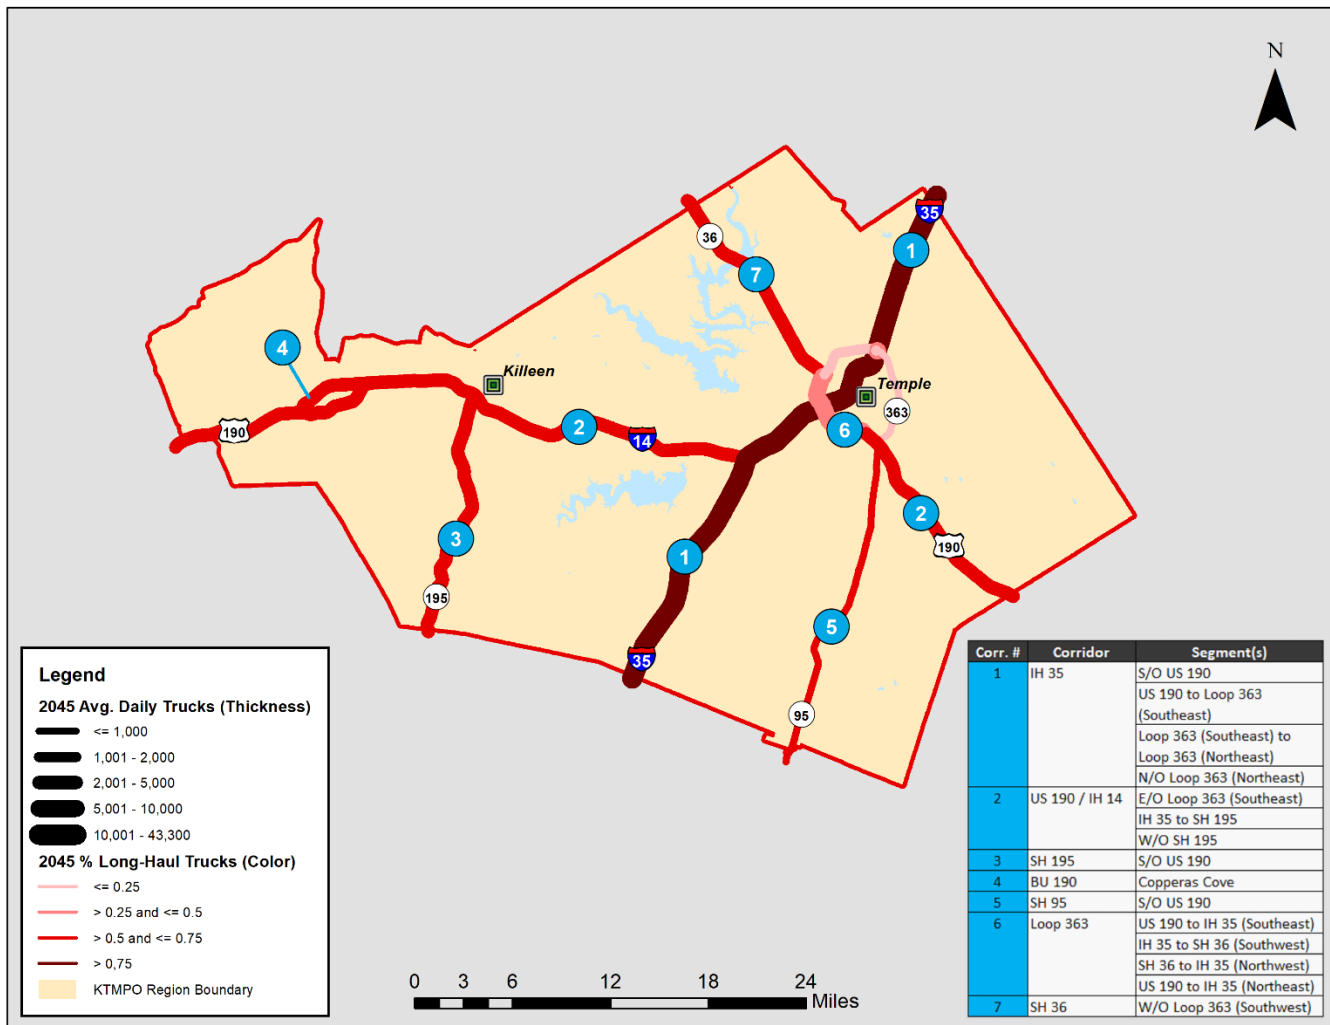 N
35
1
36
7
4
Killeen
Temple
363
190
2
14
6
2
190
3
195
1
5
35
95
Legend
2045 Avg. Daily Trucks (Thickness)
<= 1,000
1,001 - 2,000
2,001 - 5,000
5,001 - 10,000
10,001 - 43,300
2045 % Long-Haul Trucks (Color)
<= 0.25
> 0.25 and <= 0.5
> 0.5 and <= 0.75
> 0,75
KTMPO Region Boundary
0 3 6 12 18 24
Miles
Corr. # Corridor Segment(s)
1 IH 35 S/O US 190
US 190 to Loop 363
(Southeast)
Loop 363 (Southeast) to
Loop 363 (Northeast)
N/O Loop 363 (Northeast)
2 US 190 / IH 14 E/O Loop 363 (Southeast)
IH 35 to SH 195
W/O SH 195
3 SH 195 S/O US 190
4 BU 190 Copperas Cove
5 SH 95 S/O US 190
6 Loop 363 US 190 to IH 35 (Southeast)
IH 35 to SH 36 (Southwest)
SH 36 to IH 35 (Northwest)
US 190 to IH 35 (Northeast)
7 SH 36 W/O Loop 363 (Southwest)